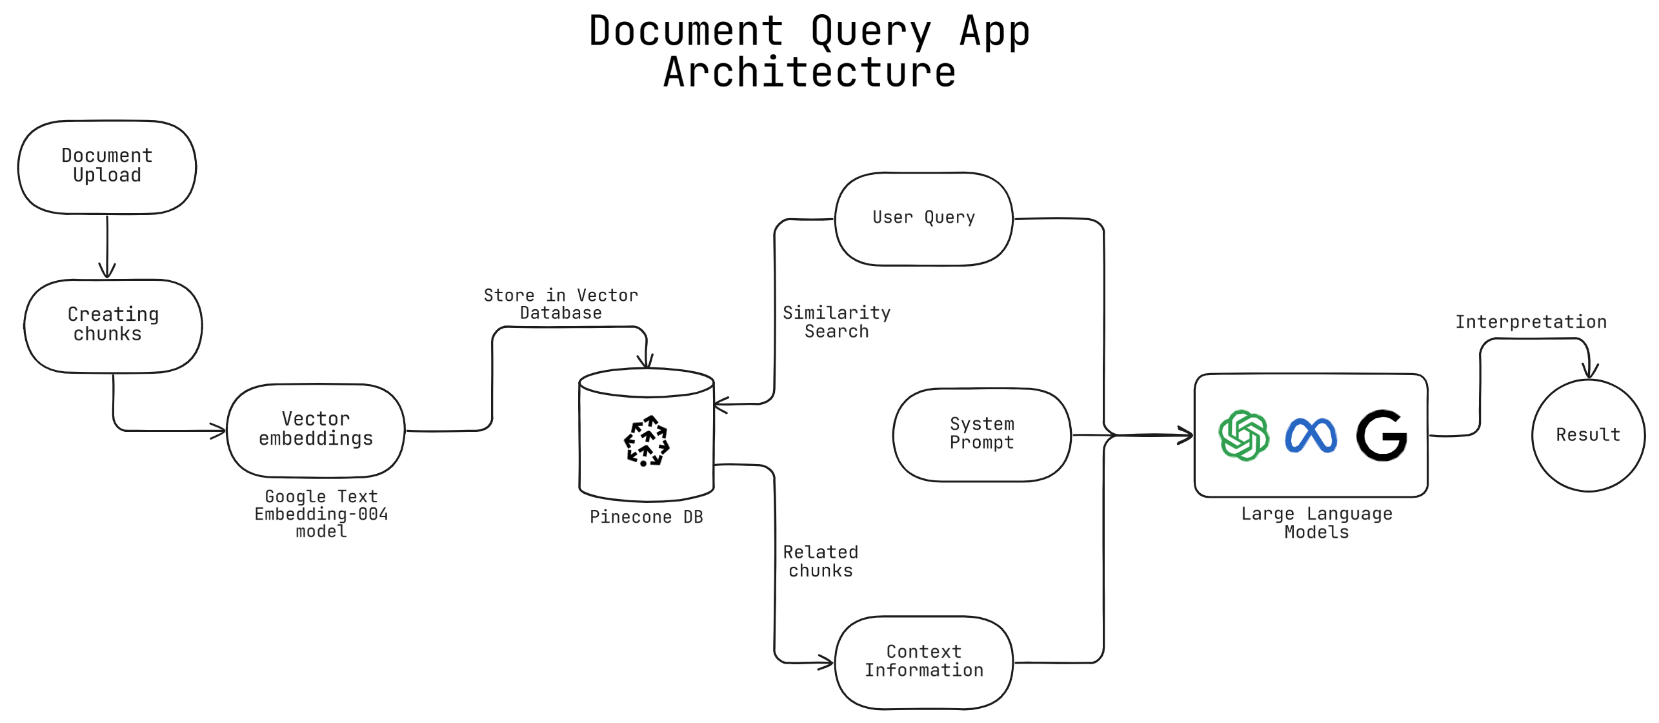 Document Query App
Architecture
Document
Upload
Creating
chunks
Vector
embeddings
Google Text
Embedding-004
model
Store in Vector
Database
Pinecone DB
User Query
Similarity
Search
System
Prompt
Related
chunks
Context
Information
Large Language
Models
Interpretation
Result